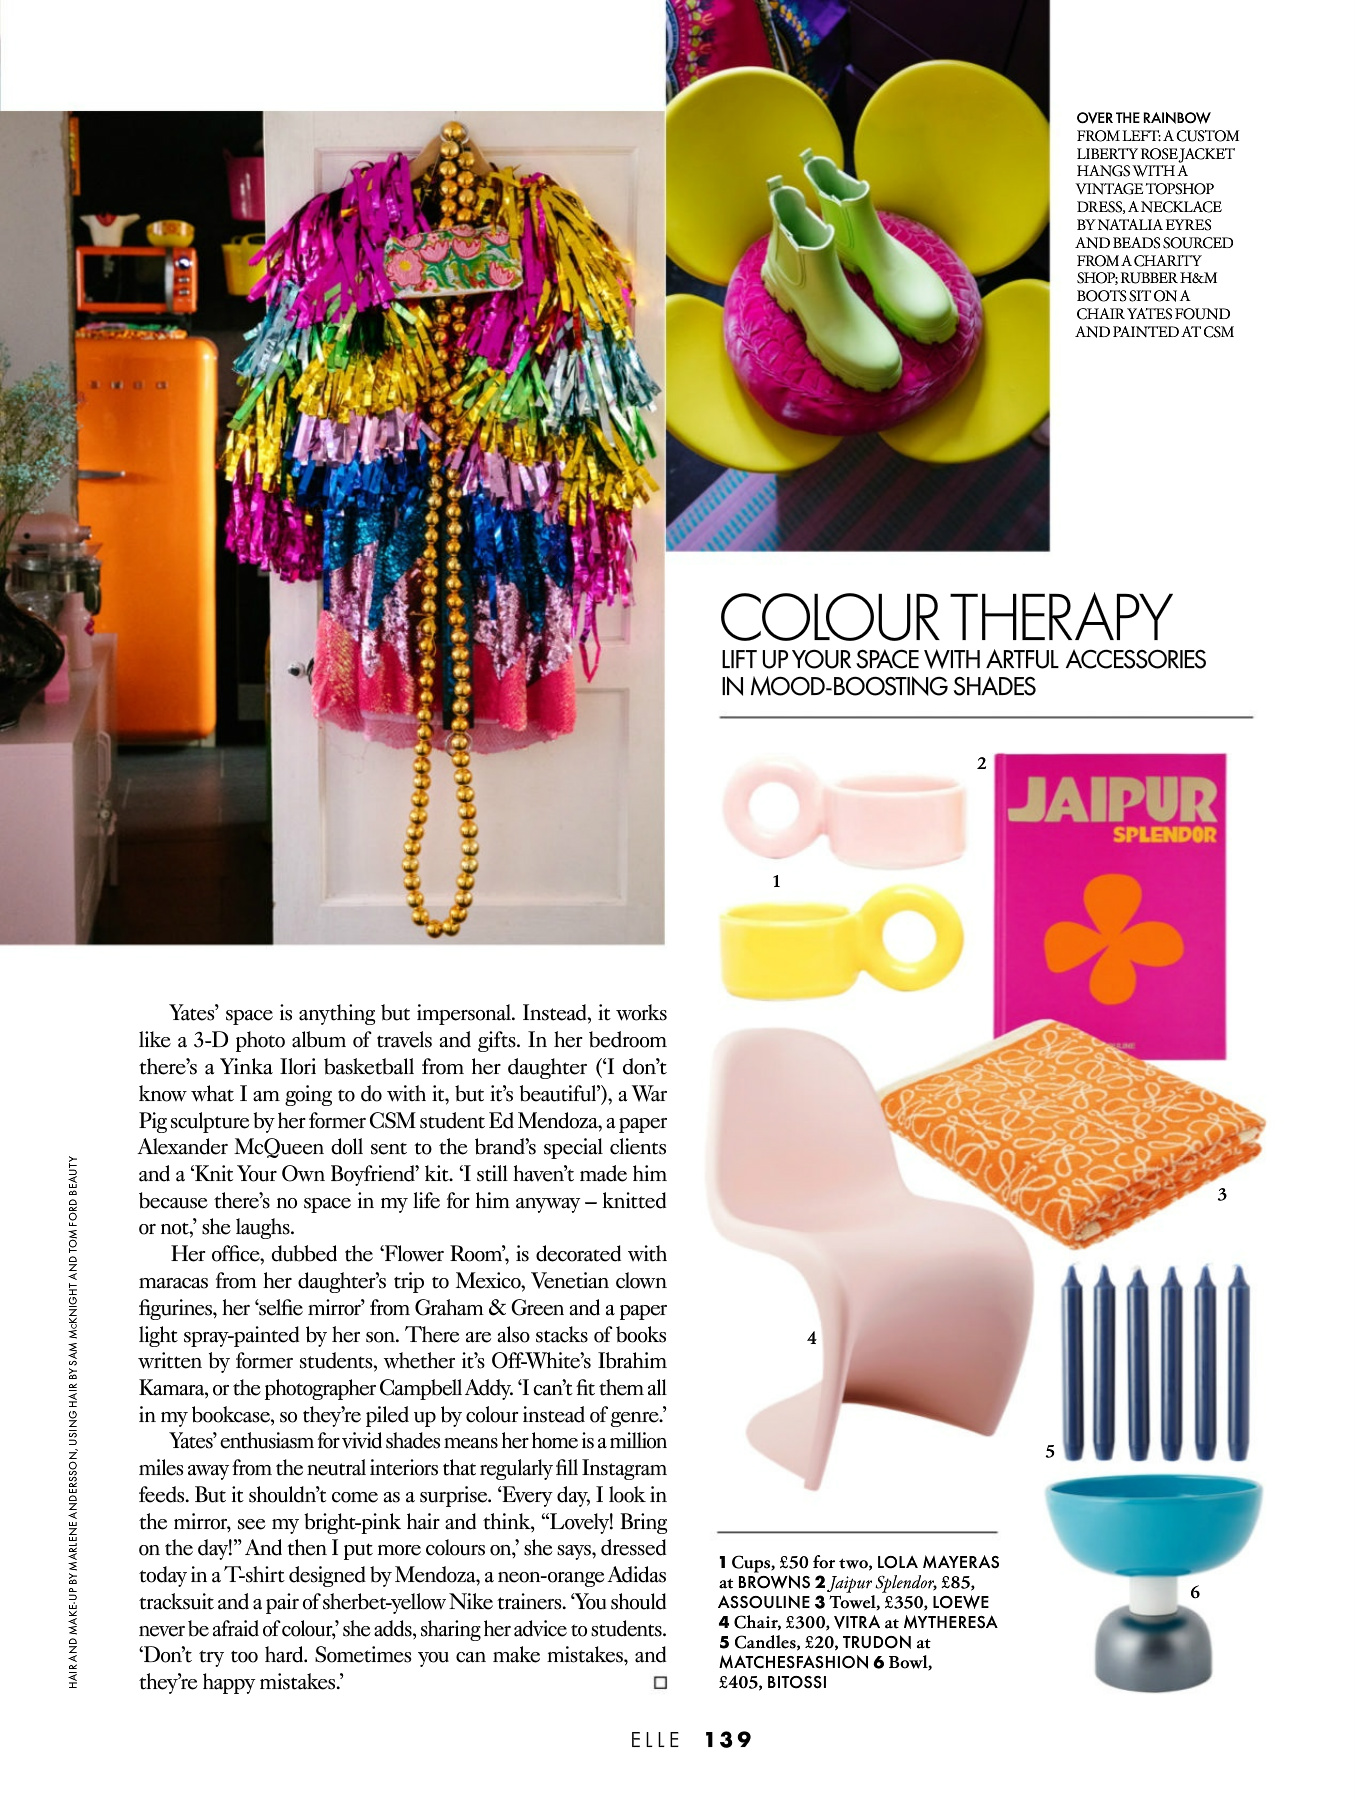 OVER THE RAINBOW
FROM LEFT: A CUSTOM
LIBERTY ROSE JACKET
HANGS WITH A
VINTAGE TOPSHOP
DRESS, A NECKLACE
BY NATALIA EYRES
AND BEADS SOURCED
FROM A CHARITY
SHOP; RUBBER H&M
BOOTS SIT ON A
CHAIR YATES FOUND
AND PAINTED AT CSM
COLOUR THERAPY
LIFT UP YOUR SPACE WITH ARTFUL ACCESSORIES
IN MOOD-BOOSTING SHADES
2
JAIPUR
SPLENDOR
1
3
4
5
6
Yates’ space is anything but impersonal. Instead, it works
like a 3-D photo album of travels and gifts. In her bedroom
there’s a Yinka Ilori basketball from her daughter (‘I don’t
know what I am going to do with it, but it’s beautiful’), a War
Pig sculpture by her former CSM student Ed Mendoza, a paper
Alexander McQueen doll sent to the brand’s special clients
and a ‘Knit Your Own Boyfriend’ kit. ‘I still haven’t made him
because there’s no space in my life for him anyway – knitted
or not,’ she laughs.
Her office, dubbed the ‘Flower Room’, is decorated with
maracas from her daughter’s trip to Mexico, Venetian clown
figurines, her ‘selfie mirror’ from Graham & Green and a paper
light spray-painted by her son. There are also stacks of books
written by former students, whether it’s Off-White’s Ibrahim
Kamara, or the photographer Campbell Addy. ‘I can’t fit them all
in my bookcase, so they’re piled up by colour instead of genre.’
Yates’ enthusiasm for vivid shades means her home is a million
miles away from the neutral interiors that regularly fill Instagram
feeds. But it shouldn’t come as a surprise. ‘Every day, I look in
the mirror, see my bright-pink hair and think, “Lovely! Bring
on the day!” And then I put more colours on,’ she says, dressed
today in a T-shirt designed by Mendoza, a neon-orange Adidas
tracksuit and a pair of sherbet-yellow Nike trainers. ‘You should
never be afraid of colour,’ she adds, sharing her advice to students.
‘Don’t try too hard. Sometimes you can make mistakes, and
they’re happy mistakes.’
1 Cups, £50 for two, LOLA MAYERAS
at BROWNS 2 Jaipur Splendor, £85,
ASSOULINE 3 Towel, £350, LOEWE
4 Chair, £300, VITRA at MYTHERESA
5 Candles, £20, TRUDON at
MATCHESFASHION 6 Bowl,
£405, BITOSSI
HAIR AND MAKE-UP BY MARLENE ANDERSSON, USING HAIR BY SAM McKNIGHT AND TOM FORD BEAUTY
ELLE 139